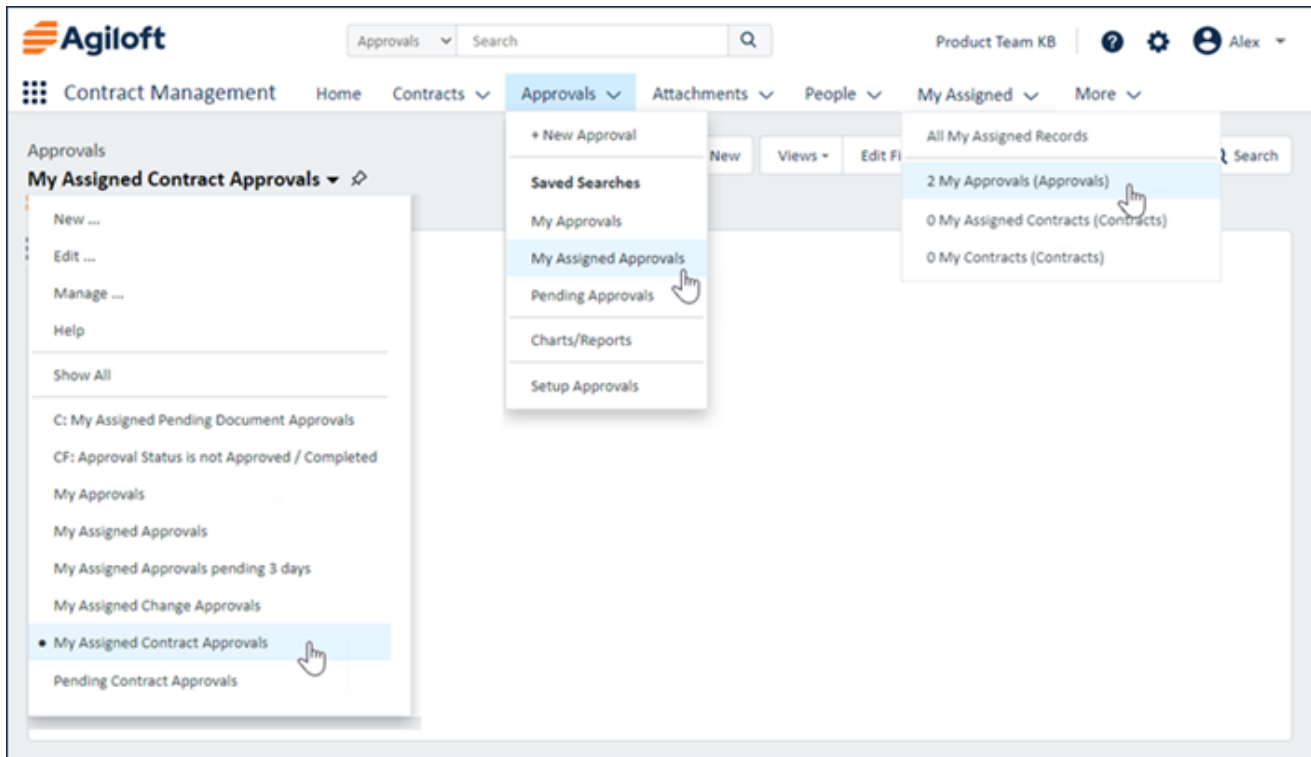 Agiloft
Approvals
Search
Product Team KB
Alex
Contract Management
Home
Contracts
Approvals
Attachments
People
My Assigned
More
Approvals
My Assigned Contract Approvals
New ...
Edit ...
Manage ...
Help
Show All
C: My Assigned Pending Document Approvals
CF: Approval Status is not Approved / Completed
My Approvals
My Assigned Approvals
My Assigned Approvals pending 3 days
My Assigned Change Approvals
• My Assigned Contract Approvals
Pending Contract Approvals
+ New Approval
Saved Searches
My Approvals
My Assigned Approvals
Pending Approvals
Charts/Reports
Setup Approvals
New
Views
Edit Fi
Search
All My Assigned Records
2 My Approvals (Approvals)
0 My Assigned Contracts (Contracts)
0 My Contracts (Contracts)